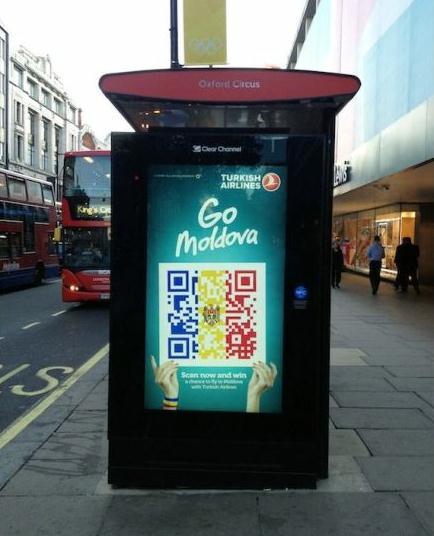 Oxford Circus
Clear Channel
TURKISH
AIRLINES
Go
Moldova
Scan now and win
a chance to fly to Moldova
with Turkish Airlines
King's C